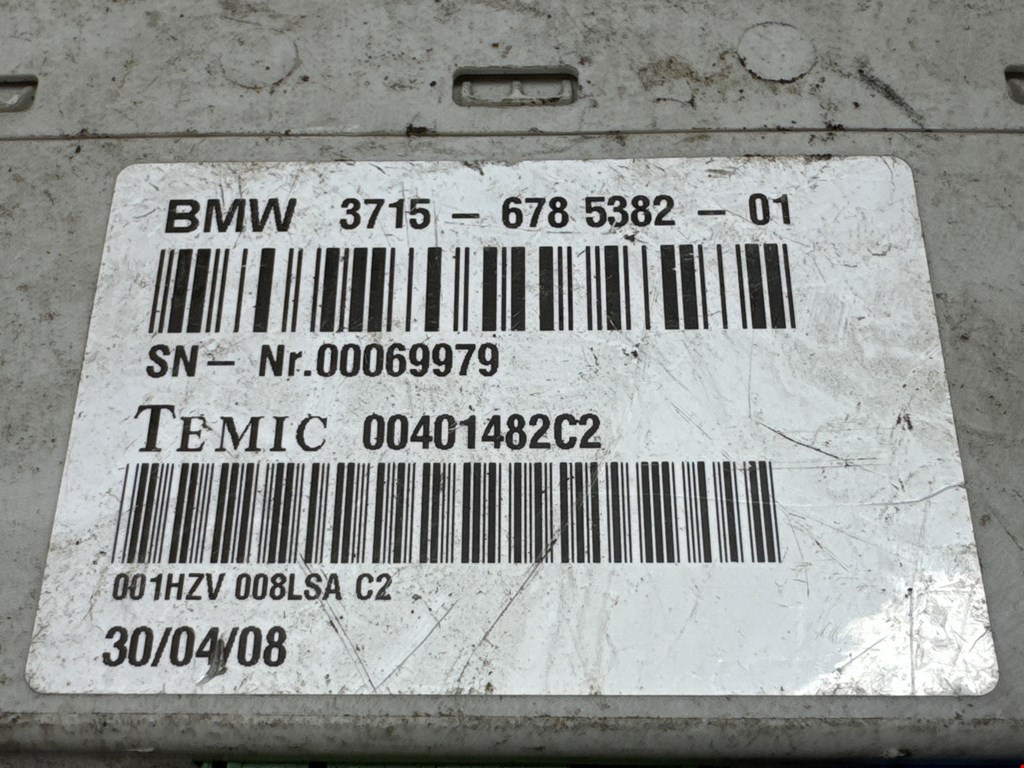 BMW 3715 – 678 5382 – 01
SN – Nr.00069979
TEMIC 00401482C2
001HZV 008LSA C2
30/04/08